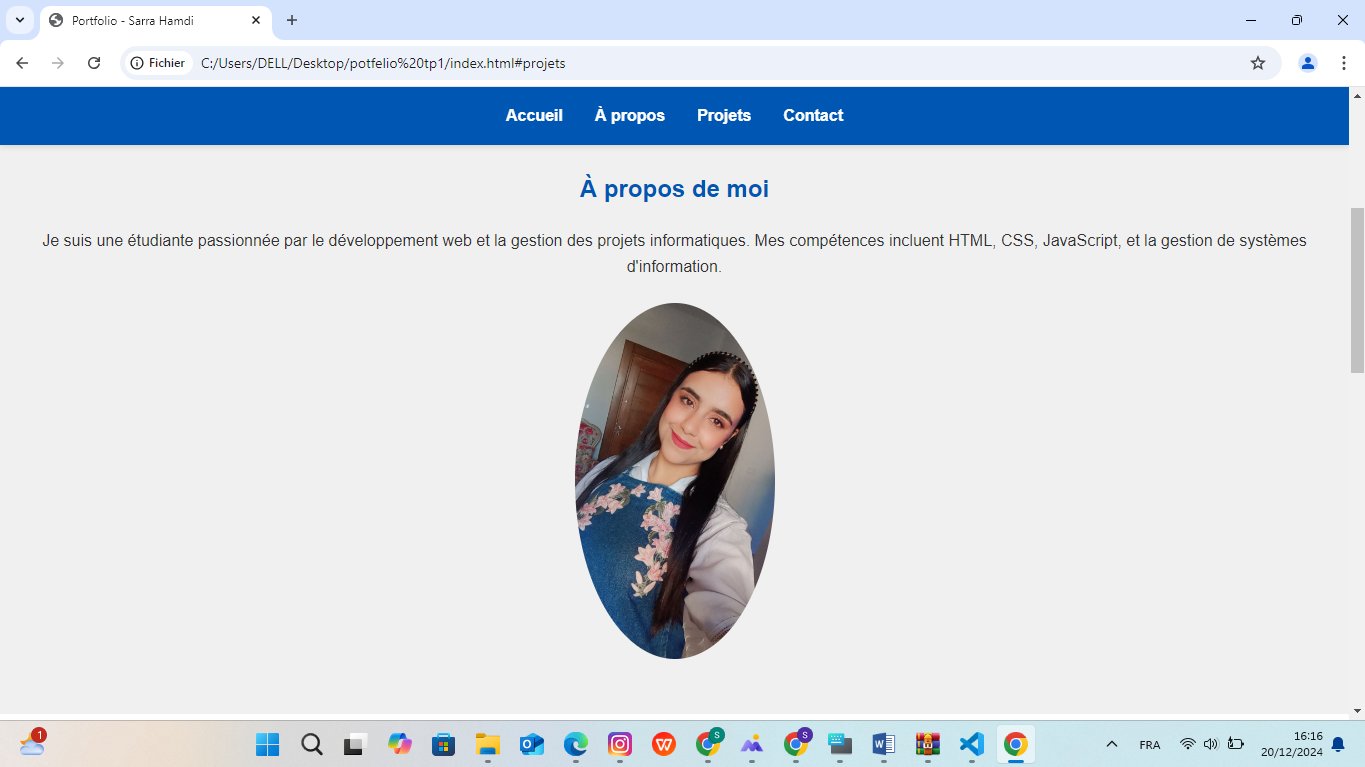 Portfolio - Sarra Hamdi
Fichier C:/Users/DELL/Desktop/potfelio%20tp1/index.html#projets
Accueil À propos Projets Contact
À propos de moi
Je suis une étudiante passionnée par le développement web et la gestion des projets informatiques. Mes compétences incluent HTML, CSS, JavaScript, et la gestion de systèmes
d'information.
1
S
S
FRA
16:16
20/12/2024